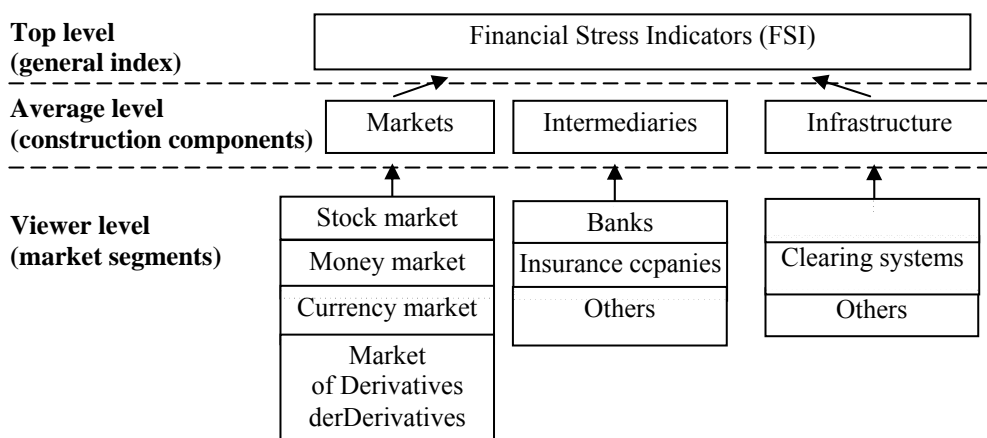 Top level
(general index)
Financial Stress Indicators (FSI)
Average level
(construction components)
Markets
Intermediaries
Infrastructure
Viewer level
(market segments)
Stock market
Money market
Currency market
Market
of Derivatives
derDerivatives
Banks
Insurance ccpanies
Others
Clearing systems
Others